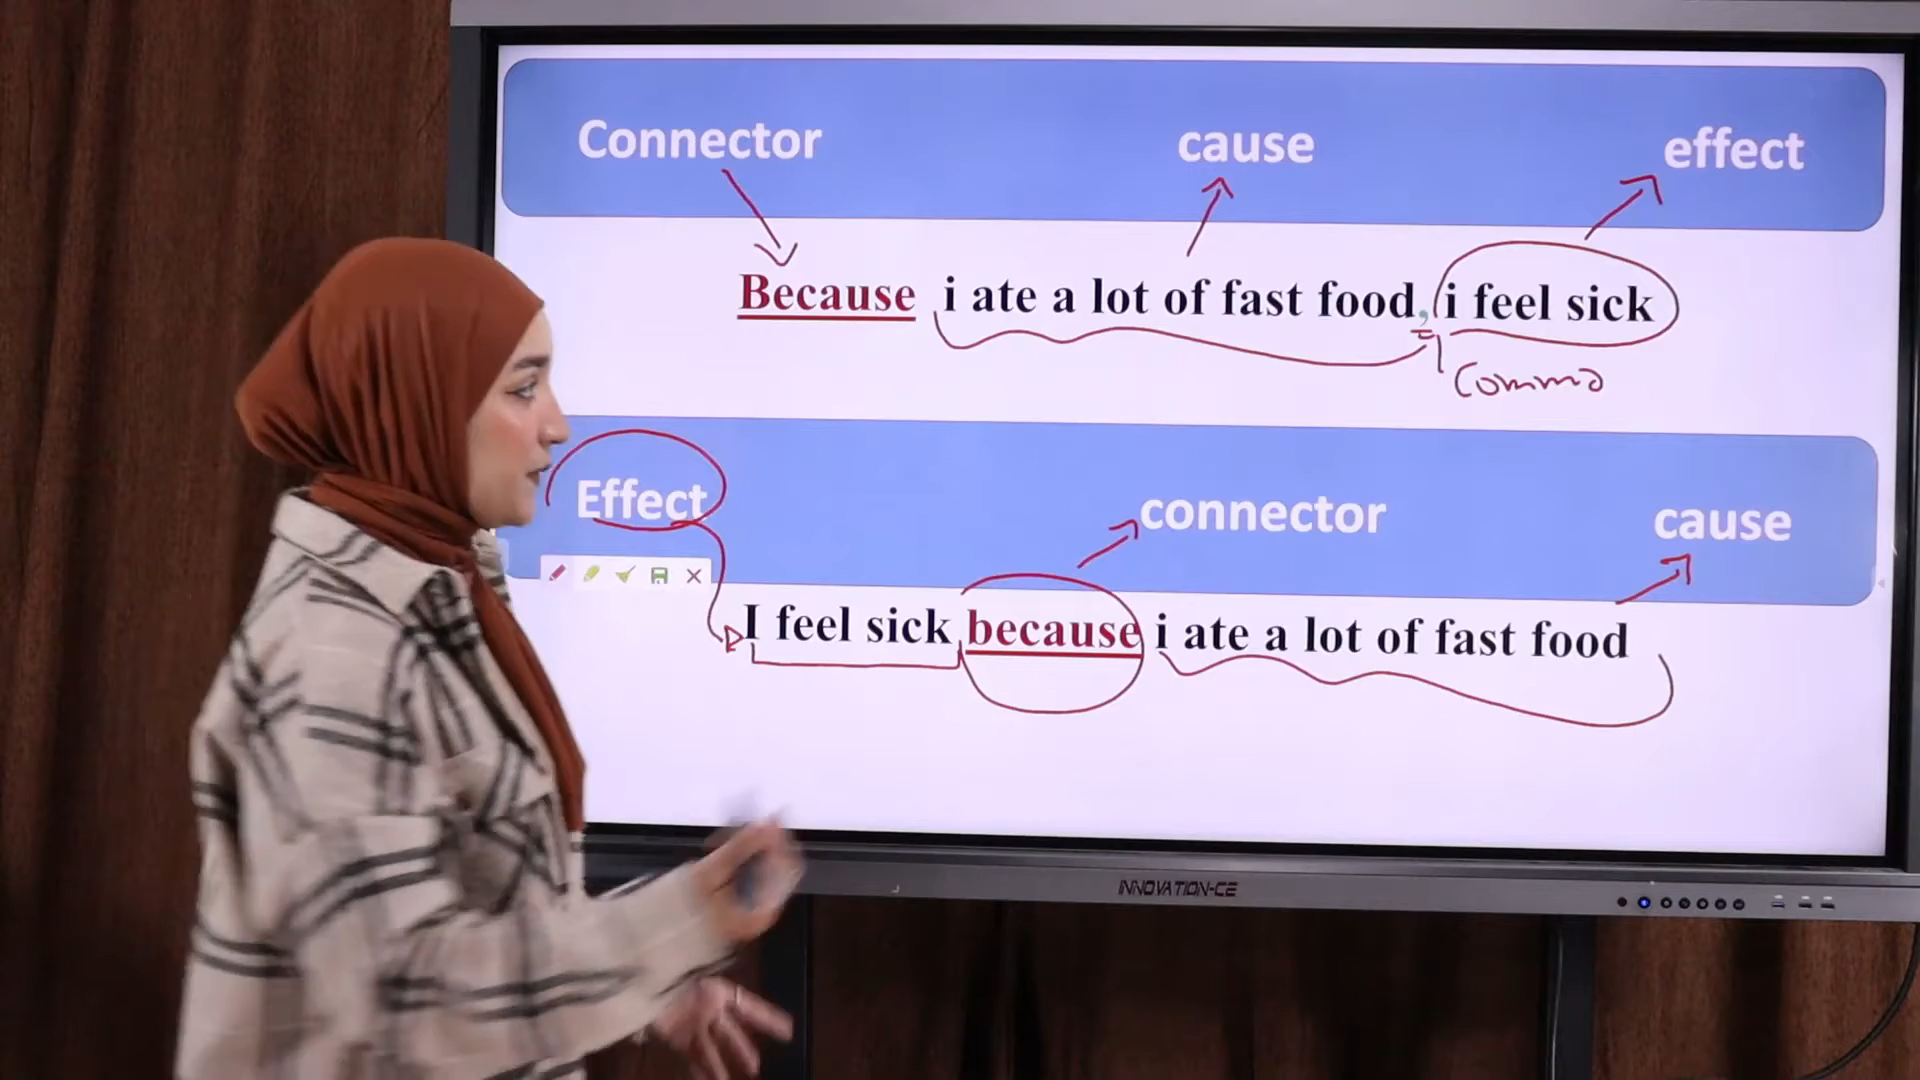 Connector cause effect
Because i ate a lot of fast food, i feel sick
Comma
Effect connector cause
I feel sick because i ate a lot of fast food
INNOVATION-CE